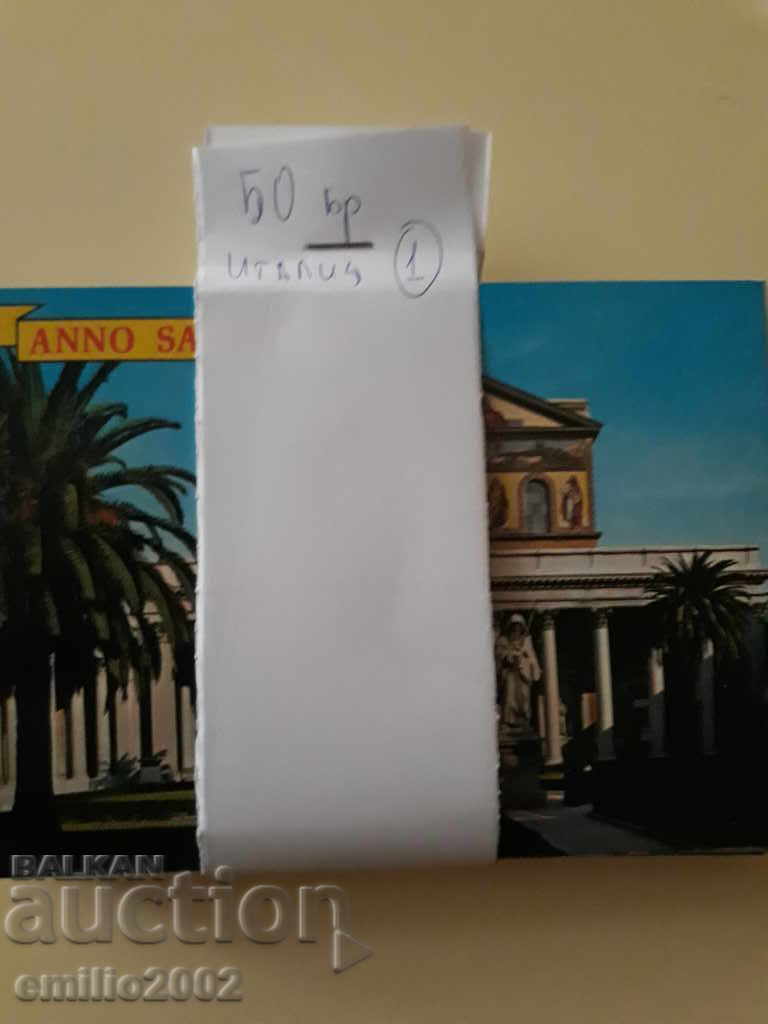 50 бр
Италия 1
ANNO SA
BALKAN
auction
emilio2002